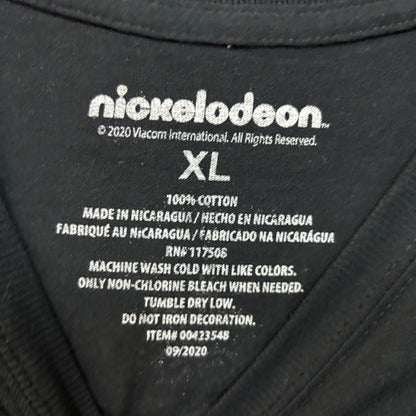 nickelodeon™
© 2020 Viacom International. All Rights Reserved.
XL
100% COTTON
MADE IN NICARAGUA / HECHO EN NICARAGUA
FABRIQUÉ AU NICARAGUA / FABRICADO NA NICARÁGUA
RN# 117508
MACHINE WASH COLD WITH LIKE COLORS.
ONLY NON-CHLORINE BLEACH WHEN NEEDED.
TUMBLE DRY LOW.
DO NOT IRON DECORATION.
ITEM# 00423548
09/2020